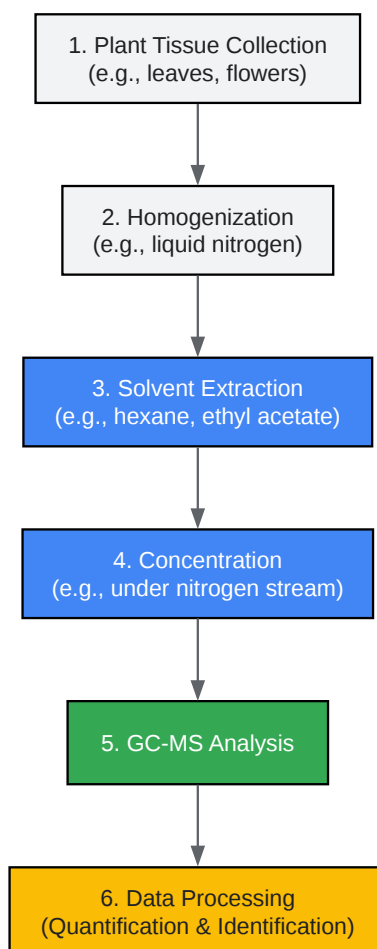 1. Plant Tissue Collection
(e.g., leaves, flowers)
2. Homogenization
(e.g., liquid nitrogen)
3. Solvent Extraction
(e.g., hexane, ethyl acetate)
4. Concentration
(e.g., under nitrogen stream)
5. GC-MS Analysis
6. Data Processing
(Quantification & Identification)